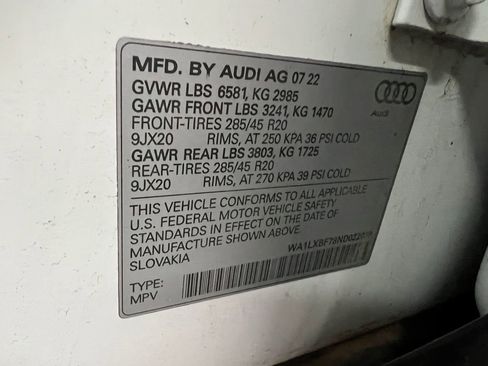 MFD. BY AUDI AG 07 22
GVWR LBS 6581, KG 2985
GAWR FRONT LBS 3241, KG 1470
FRONT-TIRES 285/45 R20
9JX20 RIMS, AT 250 KPA 36 PSI COLD
GAWR REAR LBS 3803, KG 1725
REAR-TIRES 285/45 R20
9JX20 RIMS, AT 270 KPA 39 PSI COLD
Audi
THIS VEHICLE CONFORMS TO ALL APPLICABLE
U.S. FEDERAL MOTOR VEHICLE SAFETY
STANDARDS IN EFFECT ON THE DATE OF
MANUFACTURE SHOWN ABOVE.
SLOVAKIA
TYPE:
MPV